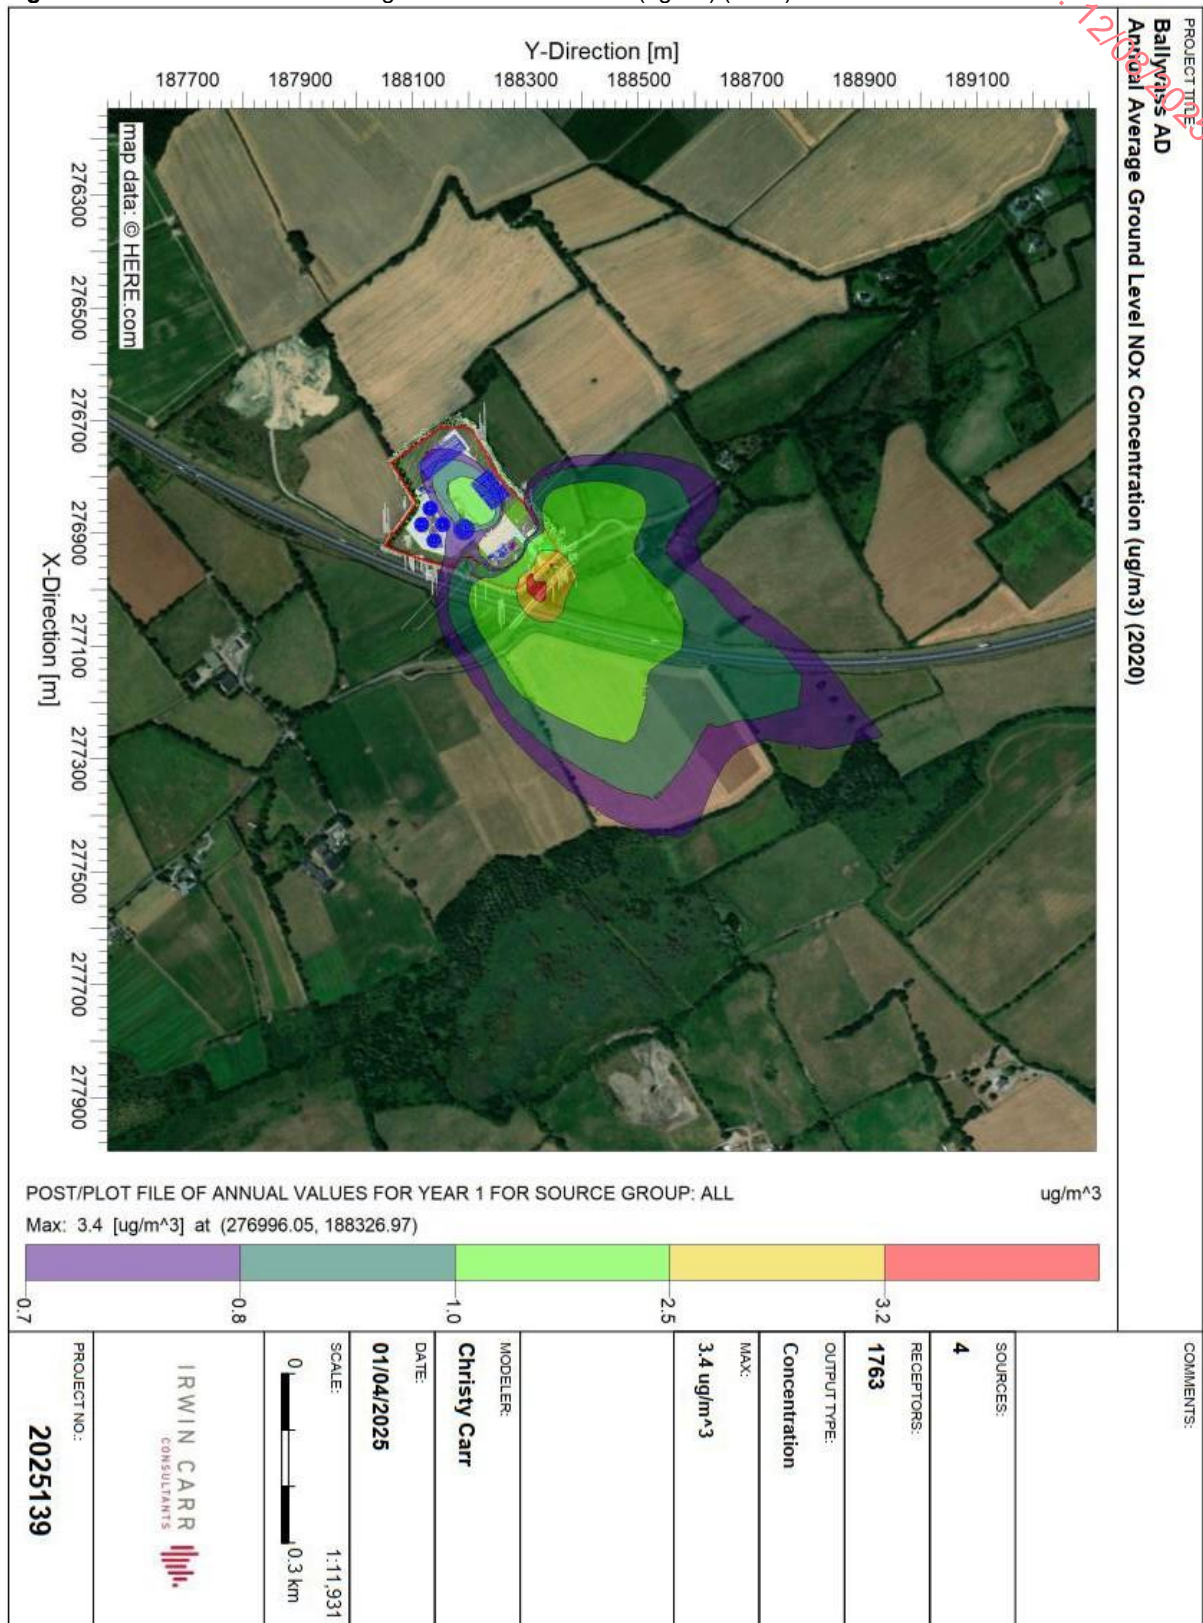 12/08/2025
PROJECT TITLE:
Ballyvass AD
Annual Average Ground Level NOx Concentration (ug/m3) (2020)
Y-Direction [m]
187700 187900 188100 188300 188500 188700 188900 189100
map data: © HERE.com
X-Direction [m]
276300 276500 276700 276900 277100 277300 277500 277700 277900
POST/PLOT FILE OF ANNUAL VALUES FOR YEAR 1 FOR SOURCE GROUP: ALL
ug/m^3
Max: 3.4 [ug/m^3] at (276996.05, 188326.97)
0.7 0.8 1.0 2.5 3.2
COMMENTS:
SOURCES:
4
RECEPTORS:
1763
OUTPUT TYPE:
Concentration
MAX:
3.4 ug/m^3
MODELER:
Christy Carr
DATE:
01/04/2025
SCALE:
1:11,931
0
0.3 km
IRWIN CARR
CONSULTANTS
PROJECT NO.:
2025139